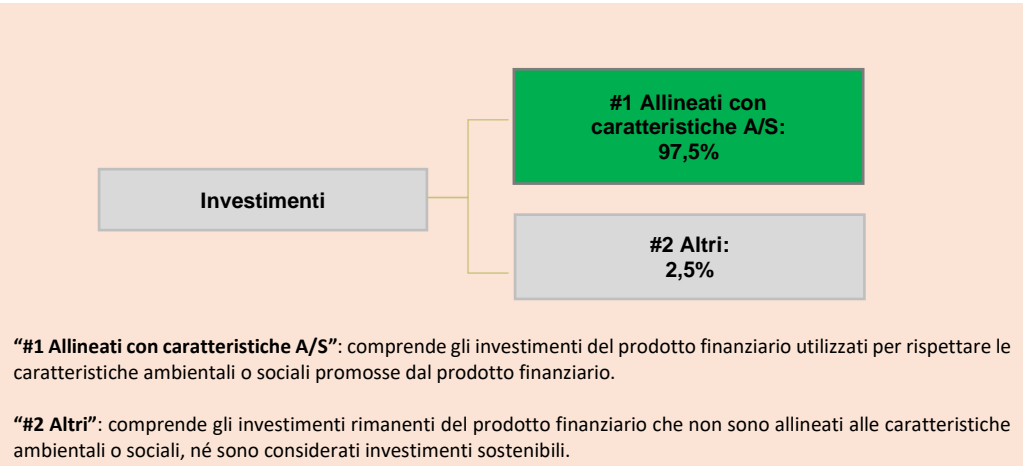 #1 Allineati con
caratteristiche A/S:
97,5%
Investimenti
#2 Altri:
2,5%
“#1 Allineati con caratteristiche A/S”: comprende gli investimenti del prodotto finanziario utilizzati per rispettare le
caratteristiche ambientali o sociali promosse dal prodotto finanziario.
“#2 Altri”: comprende gli investimenti rimanenti del prodotto finanziario che non sono allineati alle caratteristiche
ambientali o sociali, né sono considerati investimenti sostenibili.